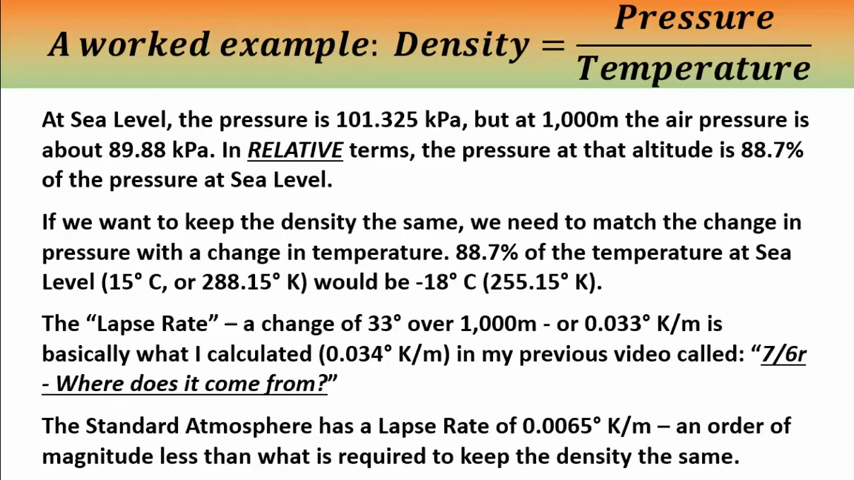 A worked example: Density = Pressure / Temperature
At Sea Level, the pressure is 101.325 kPa, but at 1,000m the air pressure is
about 89.88 kPa. In RELATIVE terms, the pressure at that altitude is 88.7%
of the pressure at Sea Level.
If we want to keep the density the same, we need to match the change in
pressure with a change in temperature. 88.7% of the temperature at Sea
Level (15° C, or 288.15° K) would be -18° C (255.15° K).
The “Lapse Rate” – a change of 33° over 1,000m - or 0.033° K/m is
basically what I calculated (0.034° K/m) in my previous video called: “7/6r
- Where does it come from?”
The Standard Atmosphere has a Lapse Rate of 0.0065° K/m – an order of
magnitude less than what is required to keep the density the same.